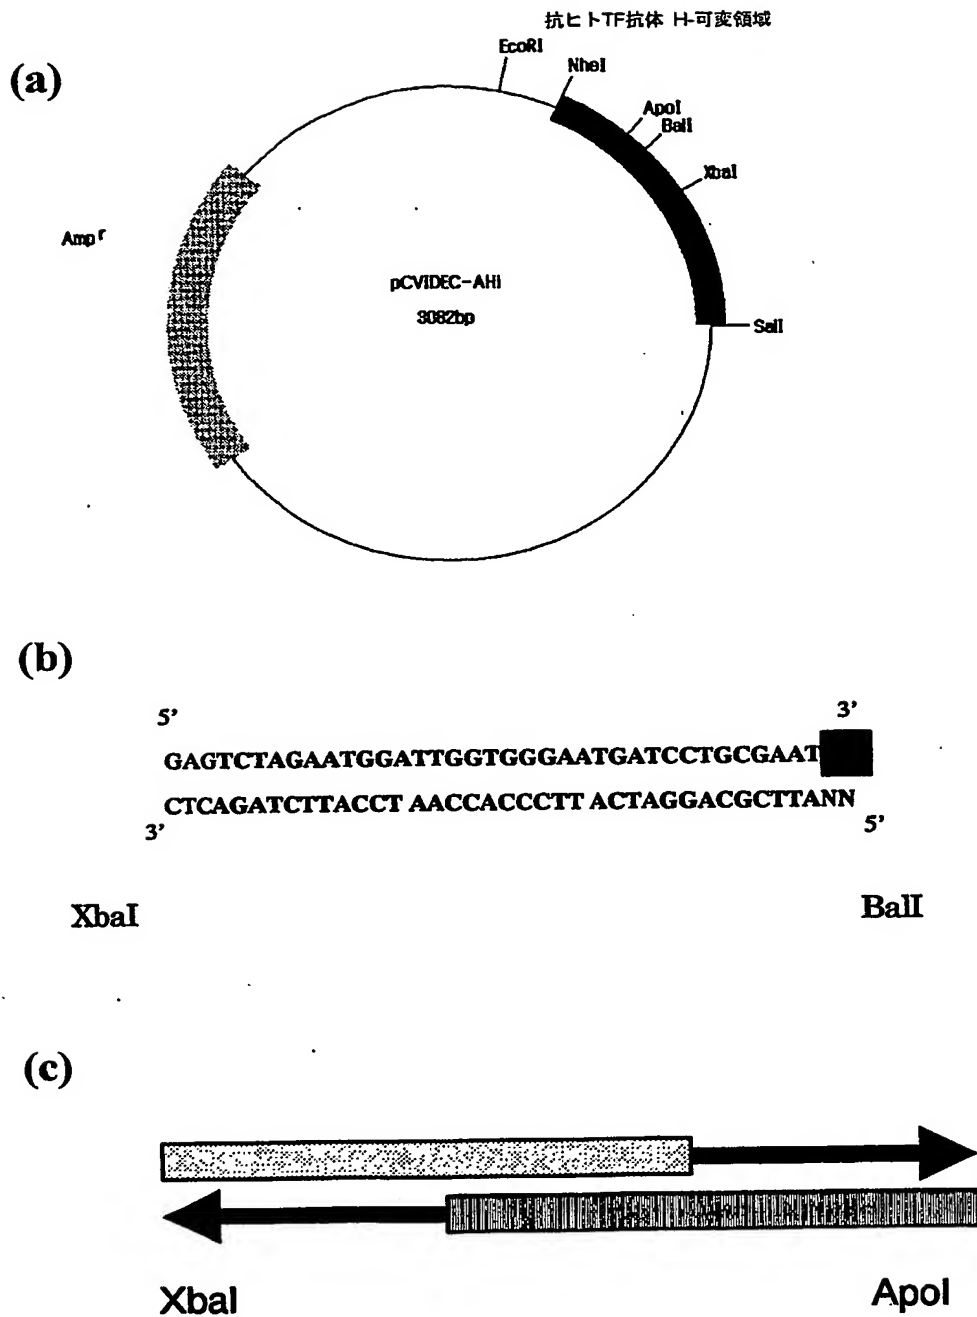 抗ヒトTF抗体 H-可変領域
(a)
EcoRI
NheI
ApoI
BalI
XbaI
Amp r
pCVIDEC-AHi
3082bp
SalI
(b)
5' 3'
GAGTCTAGAATGGATTGGTGGGAATGATCCTGCGAAT
CTCAGATCTTACCT AACCACCCTT ACTAGGACGCTTANN
3' 5'
XbaI BalI
(c)
XbaI ApoI